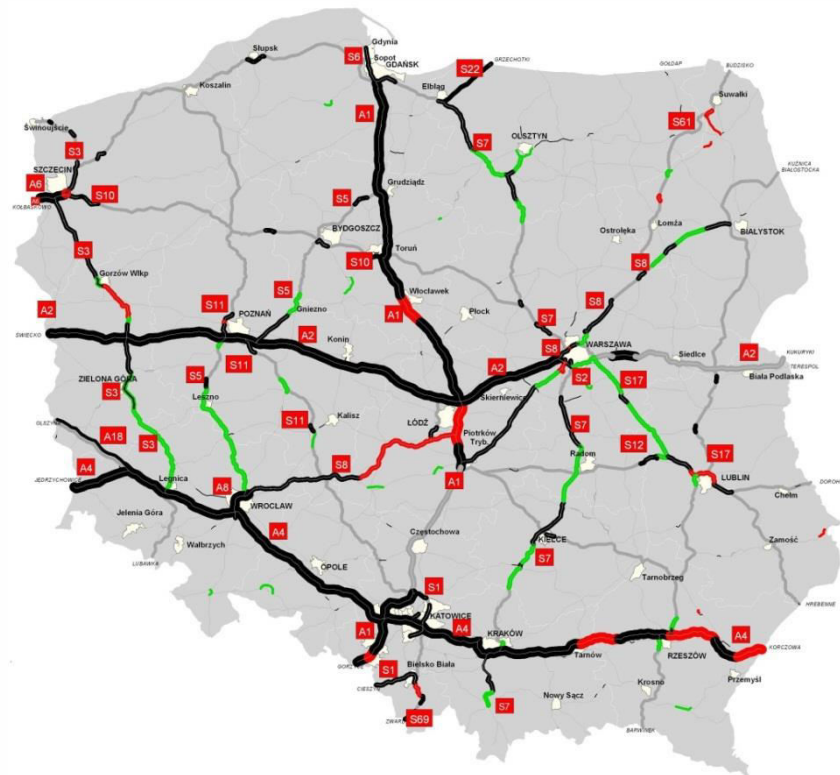 Gdynia
S6
Sopot
GDAŃSK
Słupsk
S22
GRZECHOTKI
GOŁDAP
BUDZISKO
Koszalin
Elbląg
Suwałki
A1
S61
Świnoujście
S7
OLSZTYN
S3
KUŹNICA
BIAŁOSTOCKA
SZCZECIN
A6
S10
Grudziądz
KOŁBASKOWO
S5
BYDGOSZCZ
Łomża
Ostrołęka
BIAŁYSTOK
Toruń
S3
S10
S8
Gorzów Wlkp
Włocławek
S5
A2
S11
POZNAŃ
Gniezno
A1
Płock
S8
S7
ŚWIECKO
A2
Konin
WARSZAWA
S8
Siedlce
A2
KUKURYKI
TERESPOL
S11
A2
S2
Biała Podlaska
ZIELONA GÓRA
S3
S5
Leszno
Skierniewice
S17
Kalisz
ŁÓDŹ
S11
Piotrków
Tryb.
S7
OLSZYNA
A18
S3
S12
S17
Radom
S8
A4
A1
LUBLIN
DOROH
JĘDRZYCHOWICE
Legnica
A8
WROCŁAW
Chełm
Jelenia Góra
A4
Częstochowa
KIELCE
Zamość
Wałbrzych
S7
LUBAWKA
OPOLE
Tarnobrzeg
S1
HREBENNE
KATOWICE
A1
A4
KRAKÓW
A4
KORCZOWA
Tarnów
RZESZÓW
S1
Bielsko Biała
Przemyśl
CIESZYN
Krosno
S69
S7
Nowy Sącz
BARWINEK